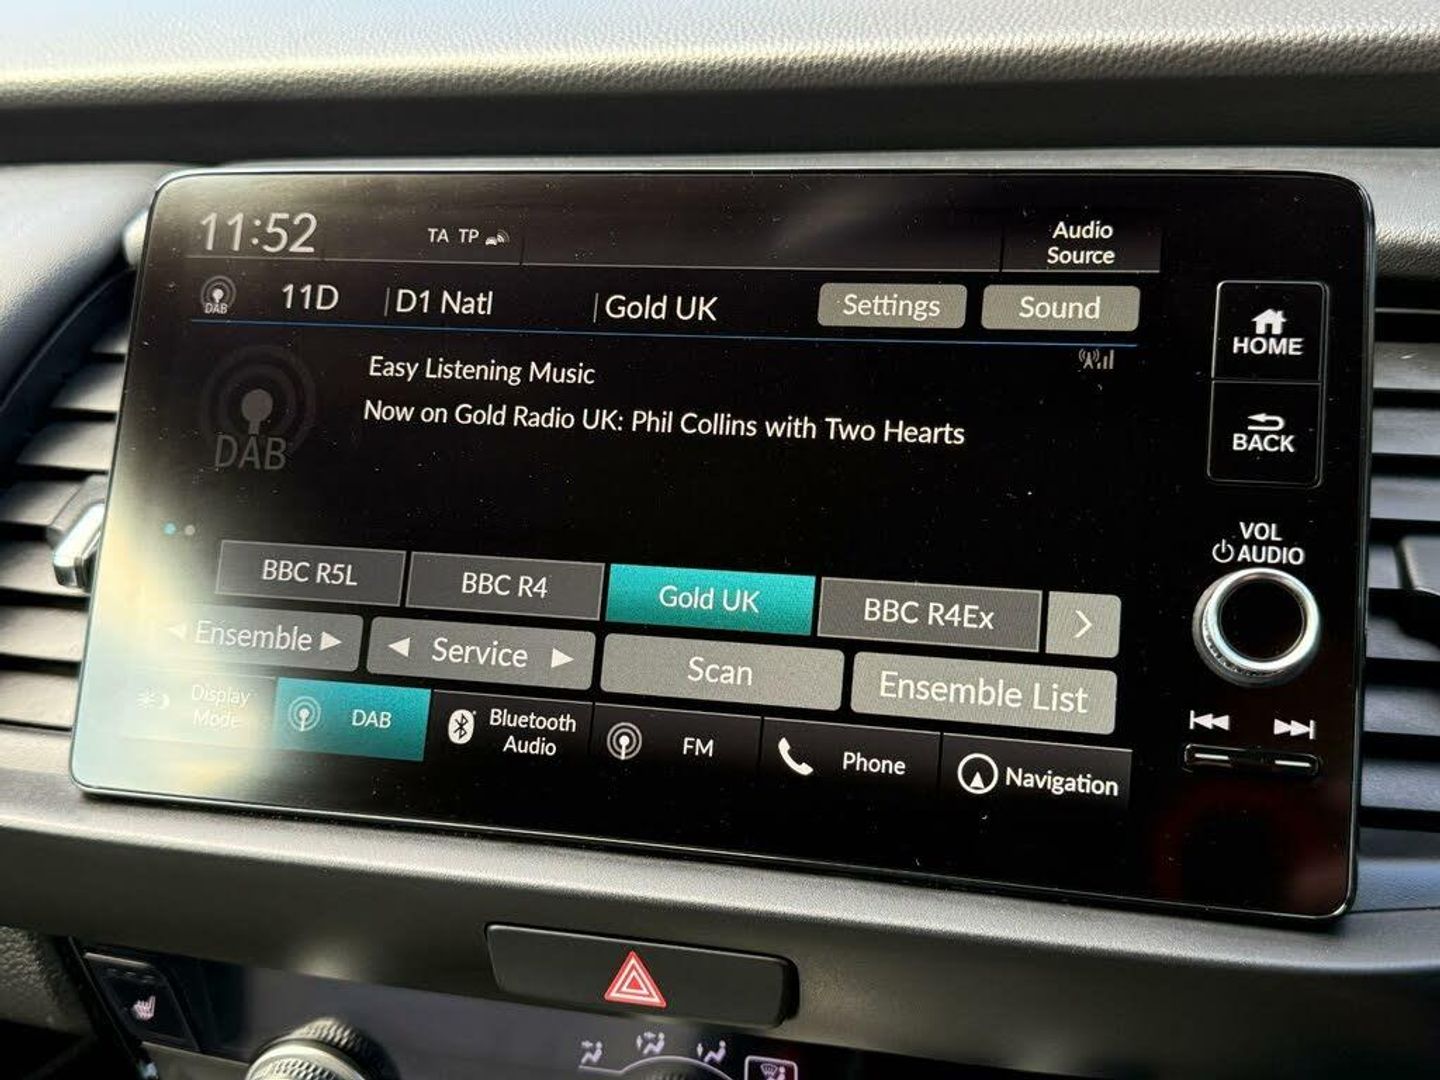 11:52
TA TP
Audio
Source
DAB
11D
D1 Natl
Gold UK
Settings
Sound
HOME
Easy Listening Music
Now on Gold Radio UK: Phil Collins with Two Hearts
DAB
BACK
VOL
AUDIO
BBC R5L
BBC R4
Gold UK
BBC R4Ex
Ensemble
Service
Scan
Ensemble List
Display
Mode
DAB
Bluetooth
Audio
FM
Phone
Navigation